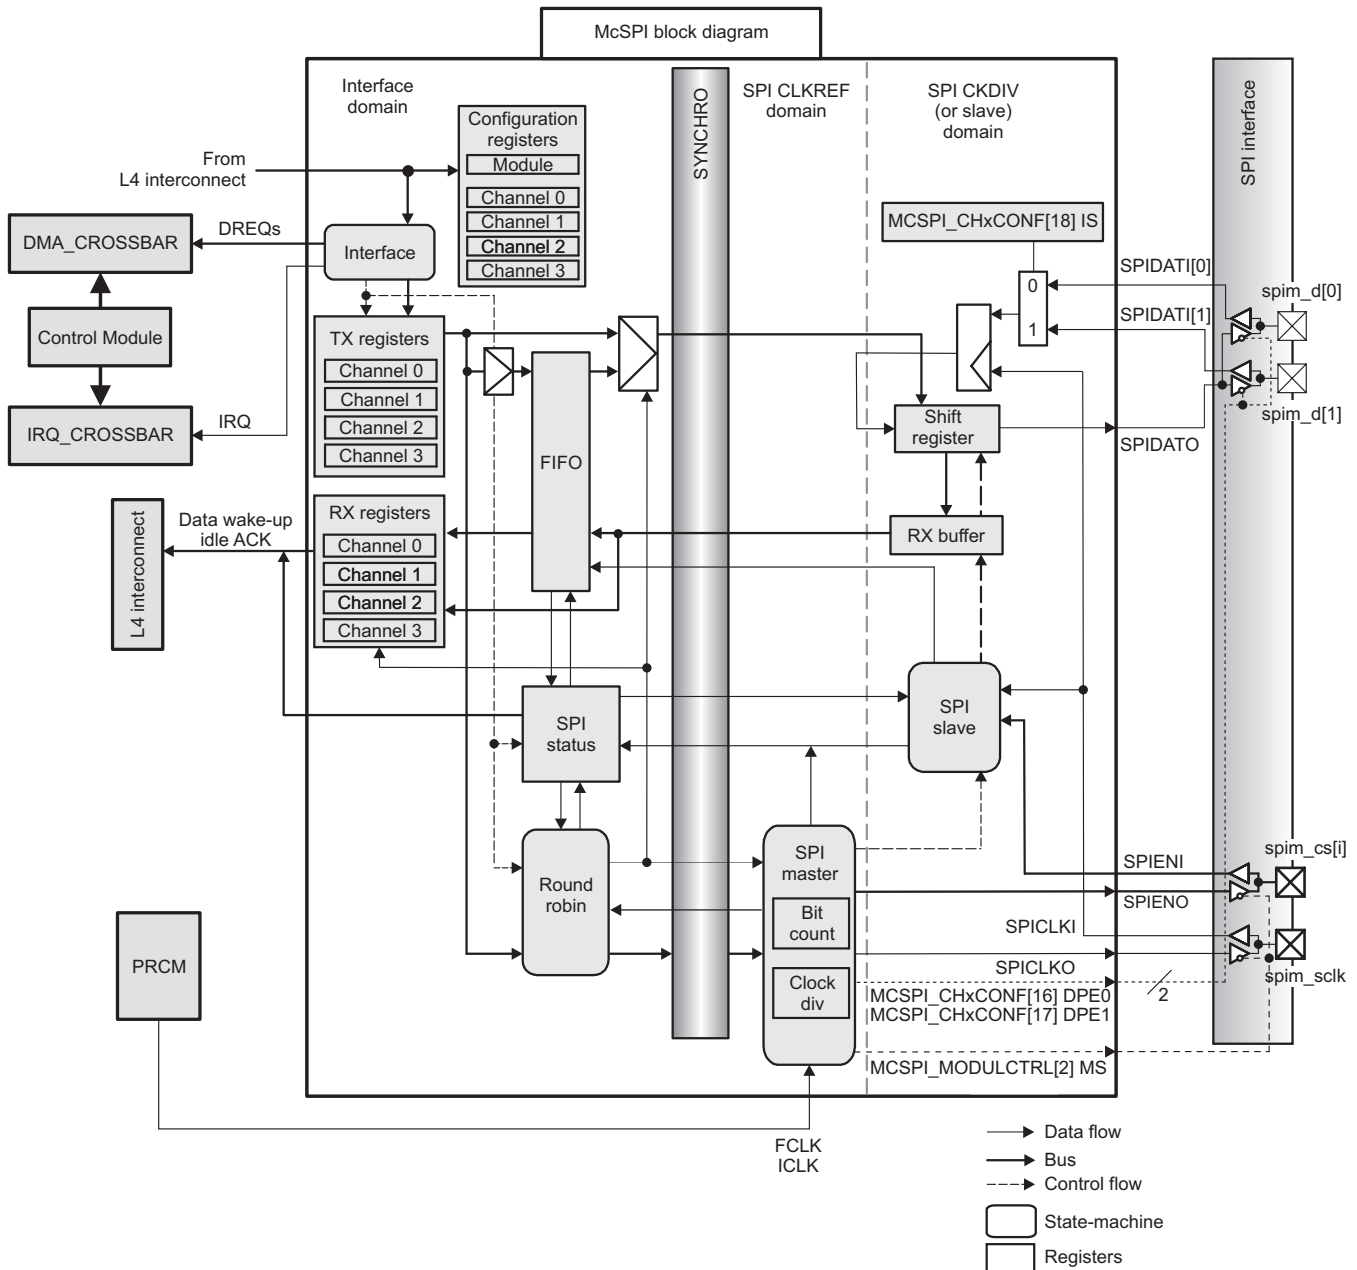 McSPI block diagram
Interface
domain
SYNCHRO
SPI CLKREF
domain
SPI CKDIV
(or slave)
domain
SPI interface
Configuration
registers
Module
Channel 0
Channel 1
Channel 2
Channel 3
From
L4 interconnect
DMA_CROSSBAR
DREQs
Interface
Control Module
IRQ_CROSSBAR
IRQ
TX registers
Channel 0
Channel 1
Channel 2
Channel 3
FIFO
MCSPI_CHxCONF[18] IS
0
1
SPIDATI[0]
SPIDATI[1]
spim_d[0]
spim_d[1]
Shift
register
SPIDATO
L4 interconnect
Data wake-up
idle ACK
RX registers
Channel 0
Channel 1
Channel 2
Channel 3
RX buffer
SPI
status
SPI
slave
Round
robin
SPI
master
Bit
count
Clock
div
SPIENI
SPIENO
SPICLKI
SPICLKO
spim_cs[i]
spim_sclk
2
MCSPI_CHxCONF[16] DPE0
MCSPI_CHxCONF[17] DPE1
MCSPI_MODULCTRL[2] MS
PRCM
FCLK
ICLK
Data flow
Bus
Control flow
State-machine
Registers